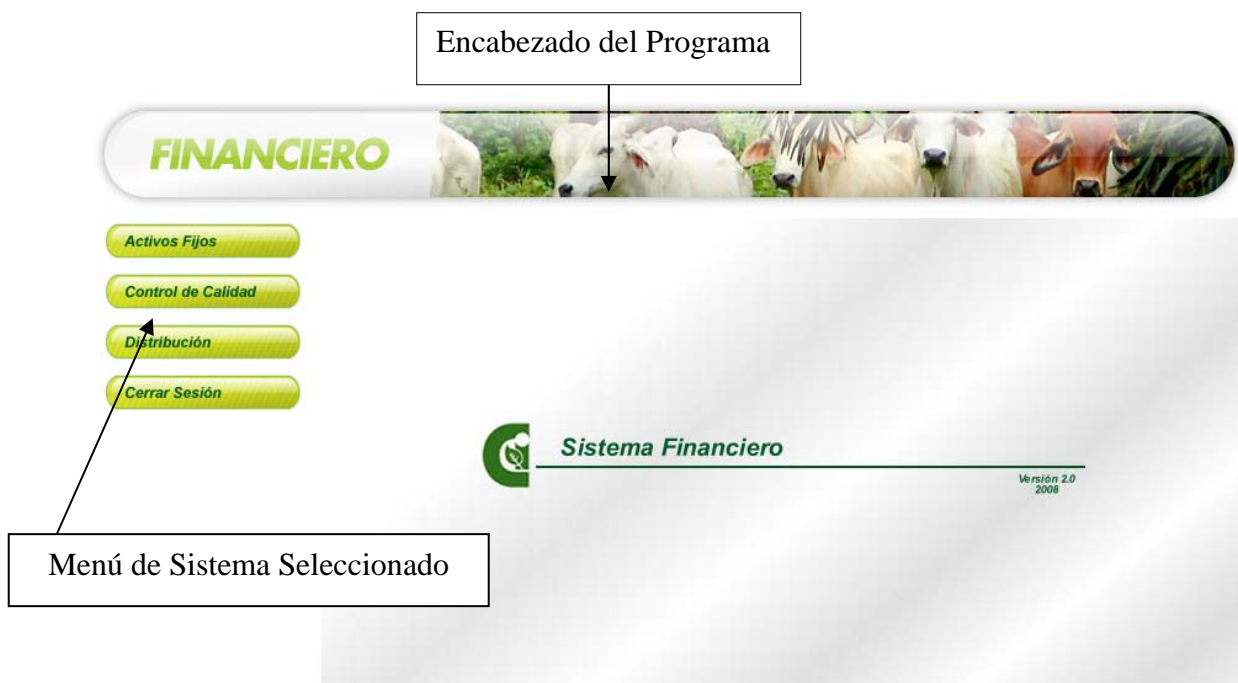 Encabezado del Programa
FINANCIERO
Activos Fijos
Control de Calidad
Distribución
Cerrar Sesión
Sistema Financiero
Versión 2.0
2008
Menú de Sistema Seleccionado